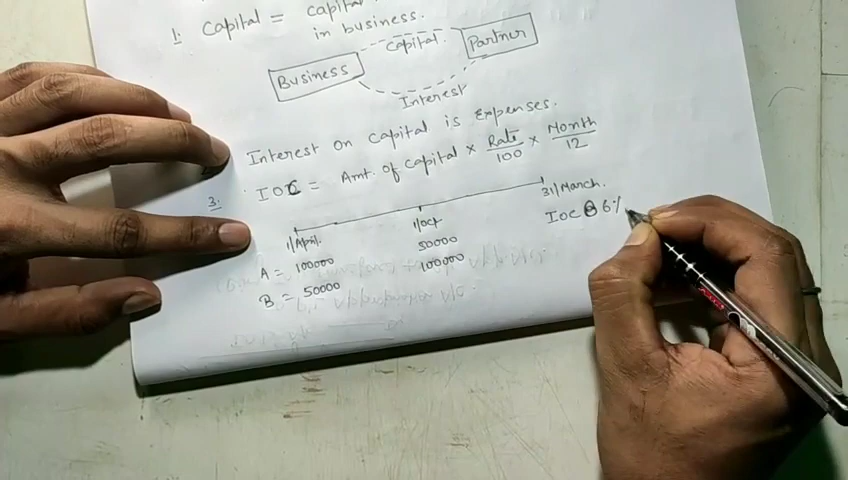 1: Capital = capital
in business.
Business Capital. Partner
Interest
Interest on capital is Expenses.
3: IOC = Amt. of Capital × Rate/100 × Month/12
1/April. 1/Oct 31/March.
A = 100000 50000 IOC @ 6%
B = 50000 100000